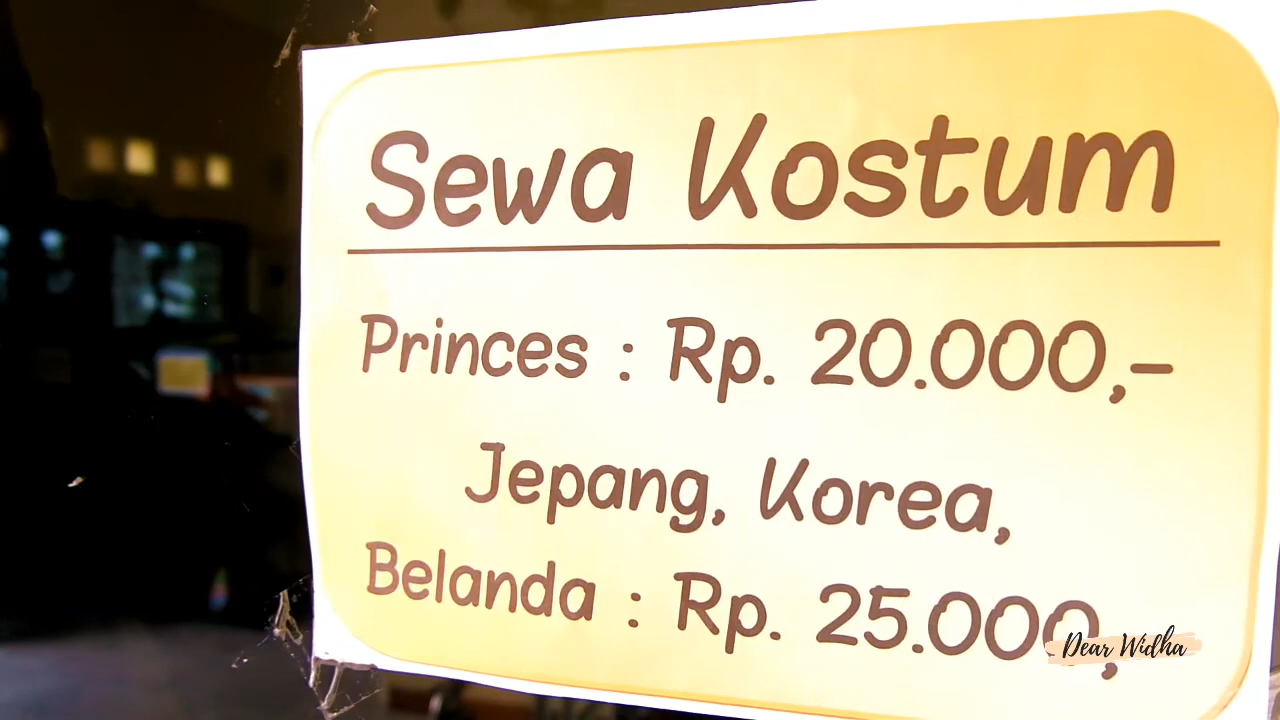 Sewa Kostum
Princes : Rp. 20.000,-
Jepang, Korea,
Belanda : Rp. 25.000,
Dear Widha